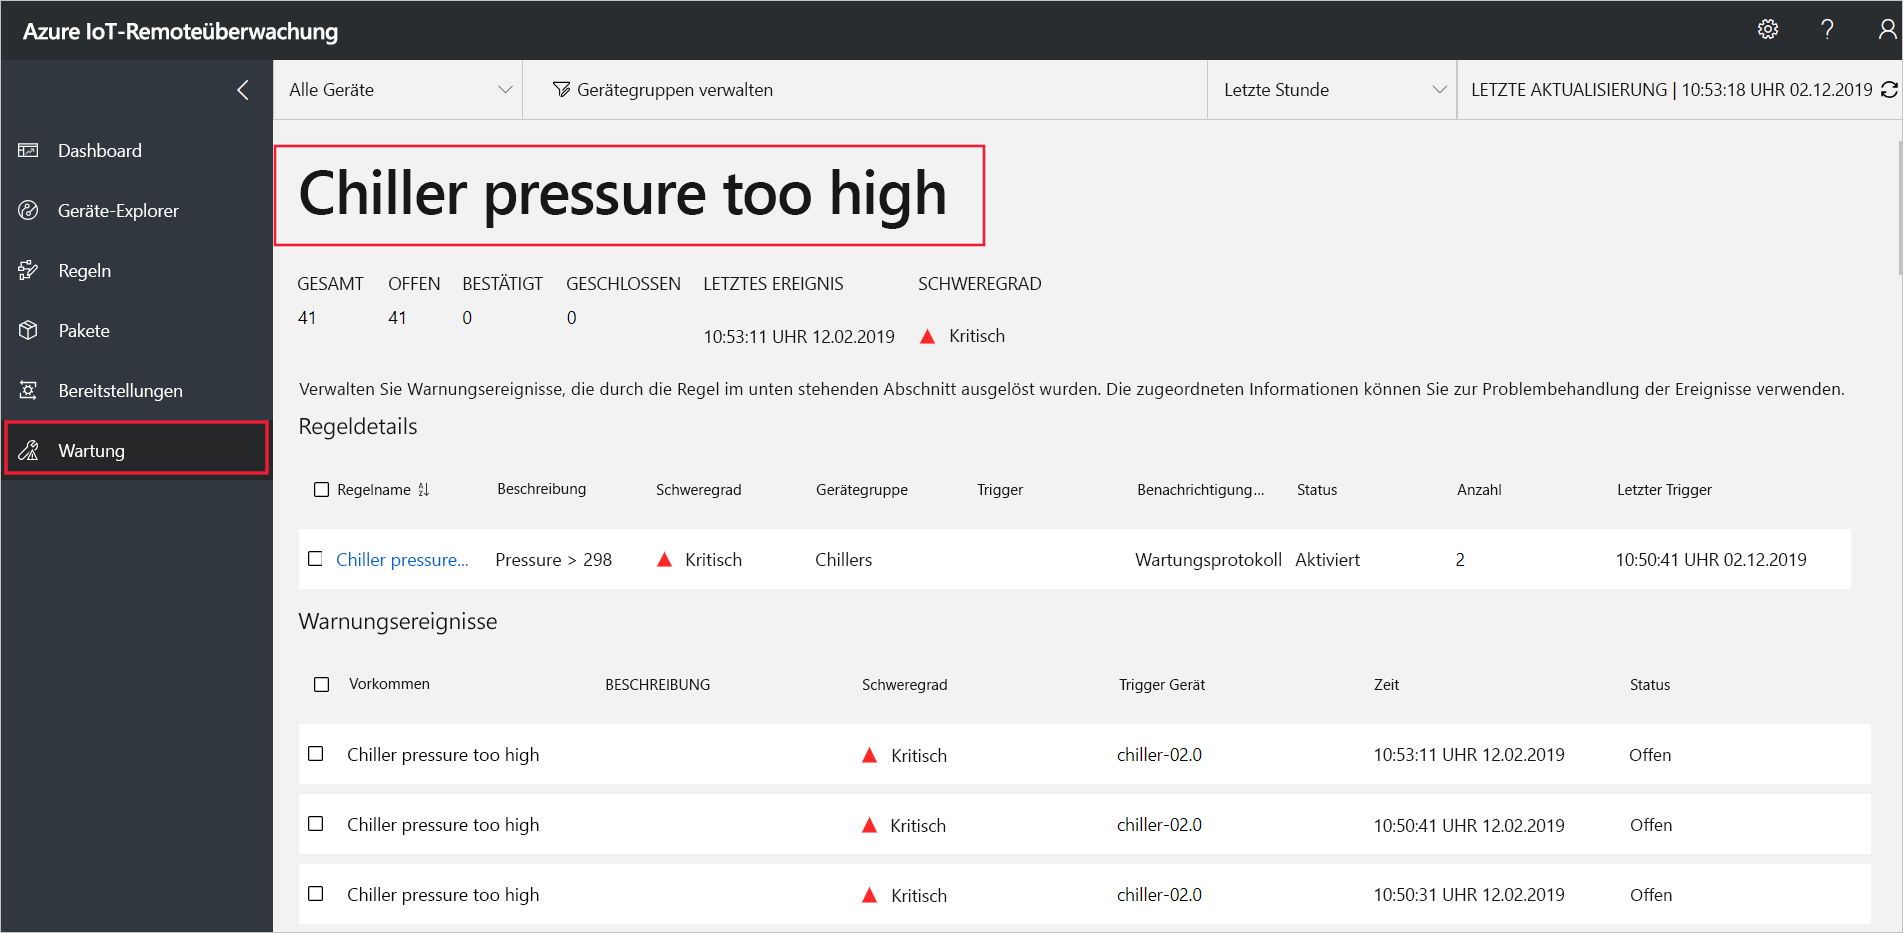 Azure IoT-Remoteüberwachung
Alle Geräte
Gerätegruppen verwalten
Letzte Stunde
LETZTE AKTUALISIERUNG | 10:53:18 UHR 02.12.2019
Dashboard
Geräte-Explorer
Regeln
Pakete
Bereitstellungen
Wartung
Chiller pressure too high
GESAMT OFFEN BESTÄTIGT GESCHLOSSEN LETZTES EREIGNIS SCHWEREGRAD
41 41 0 0 10:53:11 UHR 12.02.2019 Kritisch
Verwalten Sie Warnungsereignisse, die durch die Regel im unten stehenden Abschnitt ausgelöst wurden. Die zugeordneten Informationen können Sie zur Problembehandlung der Ereignisse verwenden.
Regeldetails
Regelname Beschreibung Schweregrad Gerätegruppe Trigger Benachrichtigung... Status Anzahl Letzter Trigger
Chiller pressure... Pressure > 298 Kritisch Chillers Wartungsprotokoll Aktiviert 2 10:50:41 UHR 02.12.2019
Warnungsereignisse
Vorkommen BESCHREIBUNG Schweregrad Trigger Gerät Zeit Status
Chiller pressure too high Kritisch chiller-02.0 10:53:11 UHR 12.02.2019 Offen
Chiller pressure too high Kritisch chiller-02.0 10:50:41 UHR 12.02.2019 Offen
Chiller pressure too high Kritisch chiller-02.0 10:50:31 UHR 12.02.2019 Offen